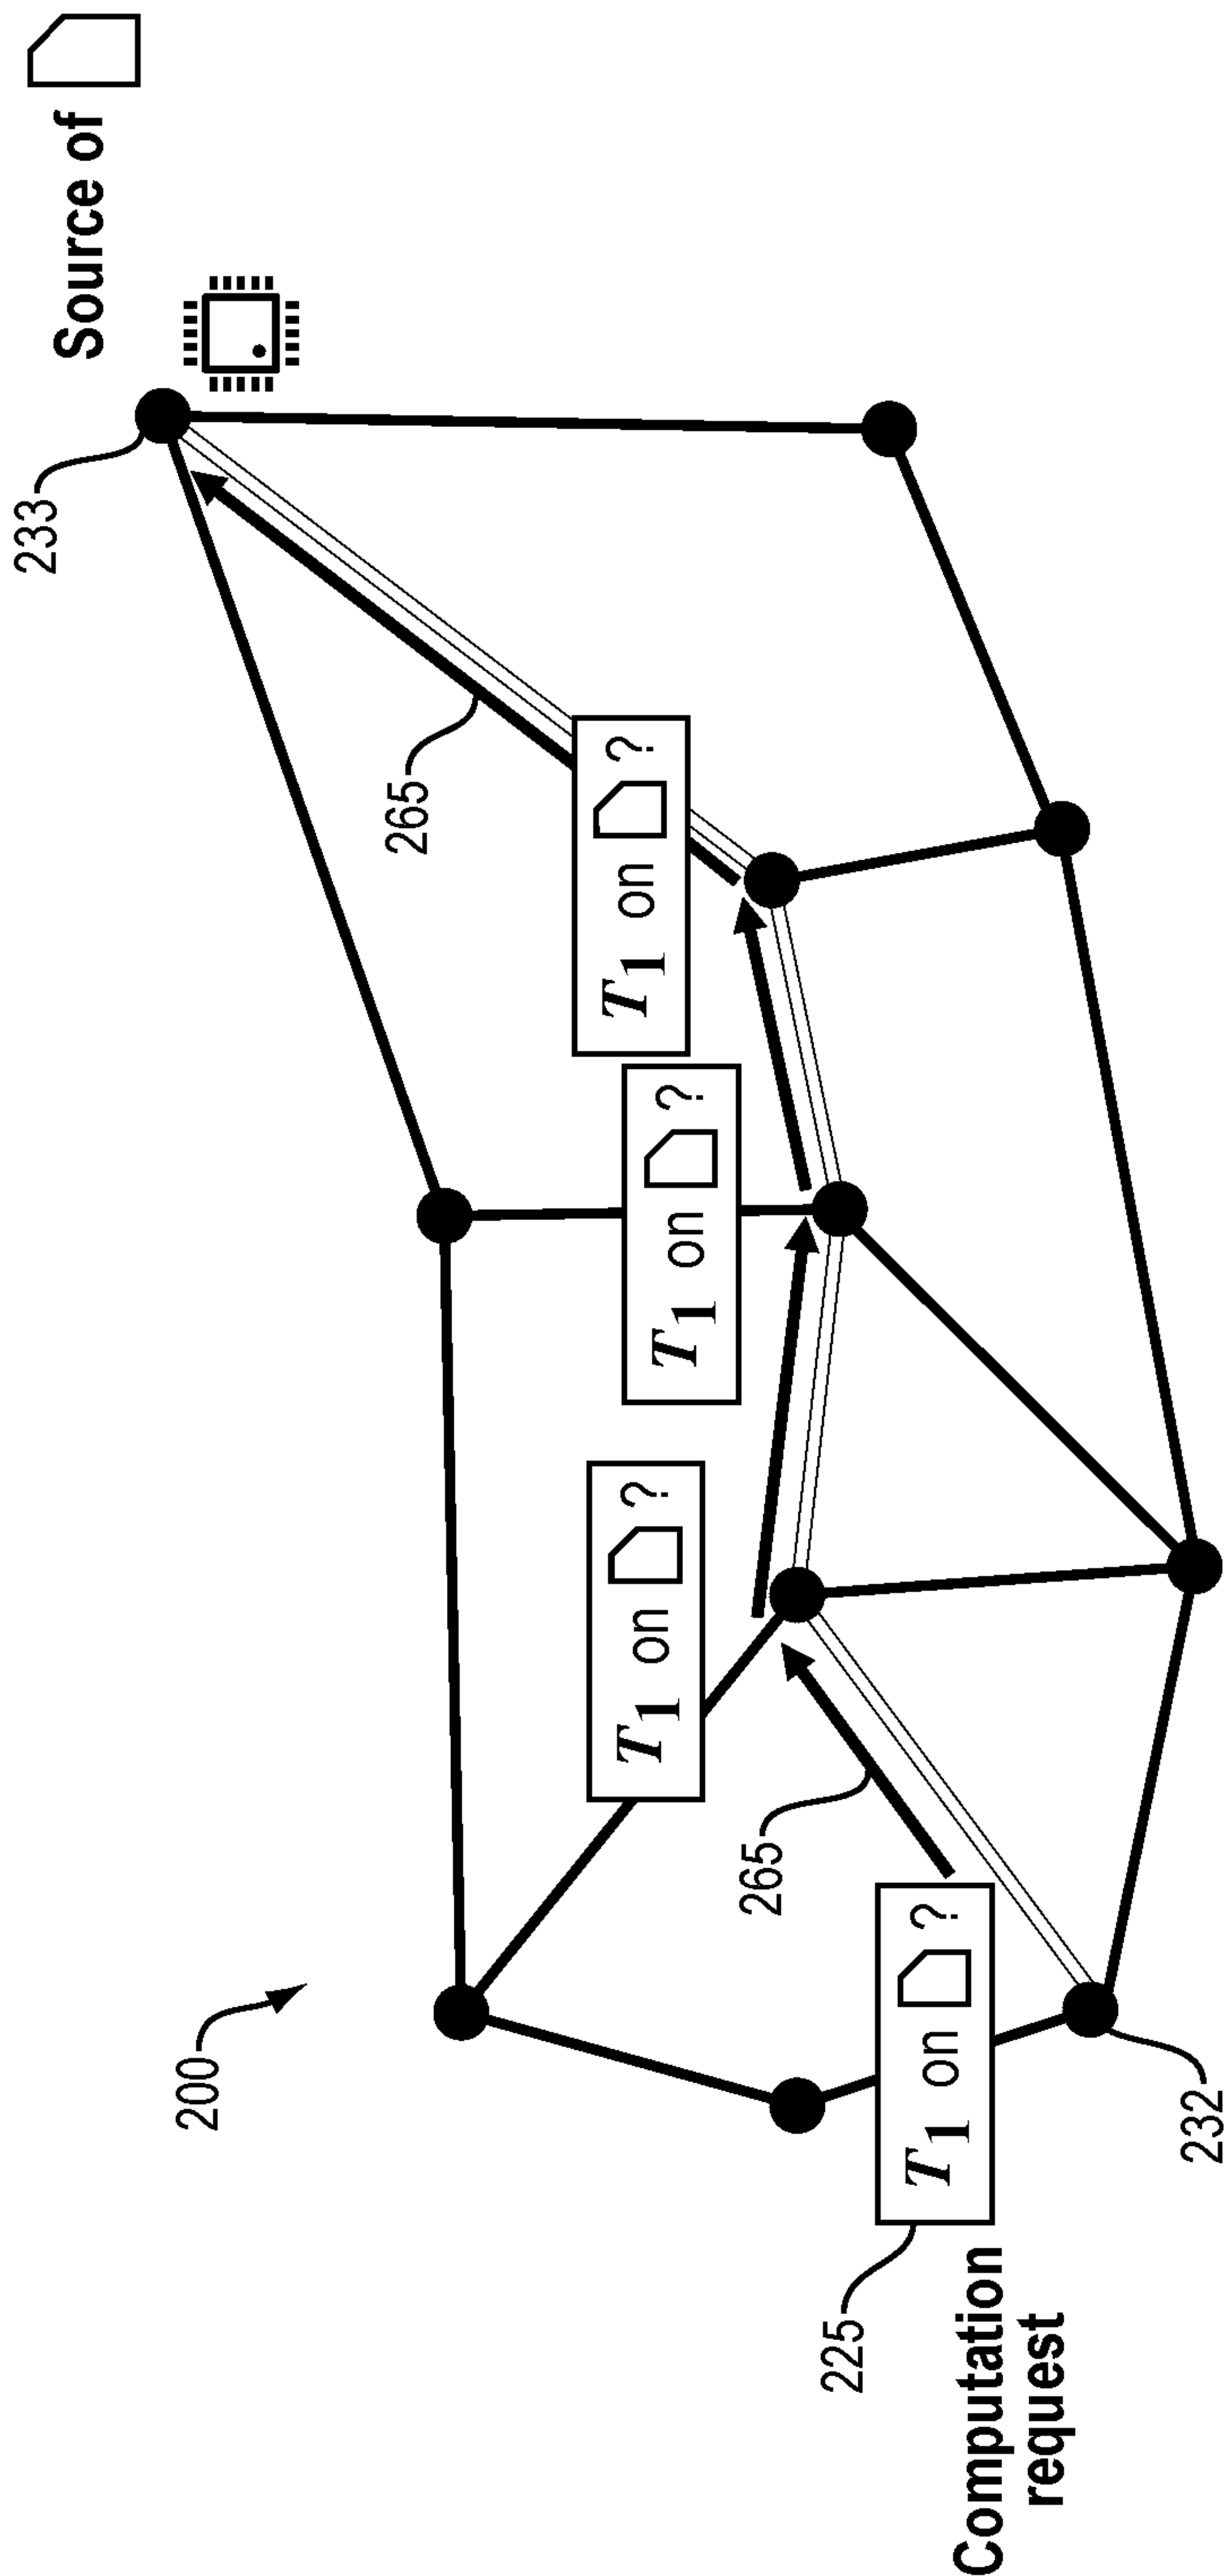 200
233
Source of
265
T1 on ?
T1 on ?
T1 on ?
265
T1 on ?
225
Computation
request
232